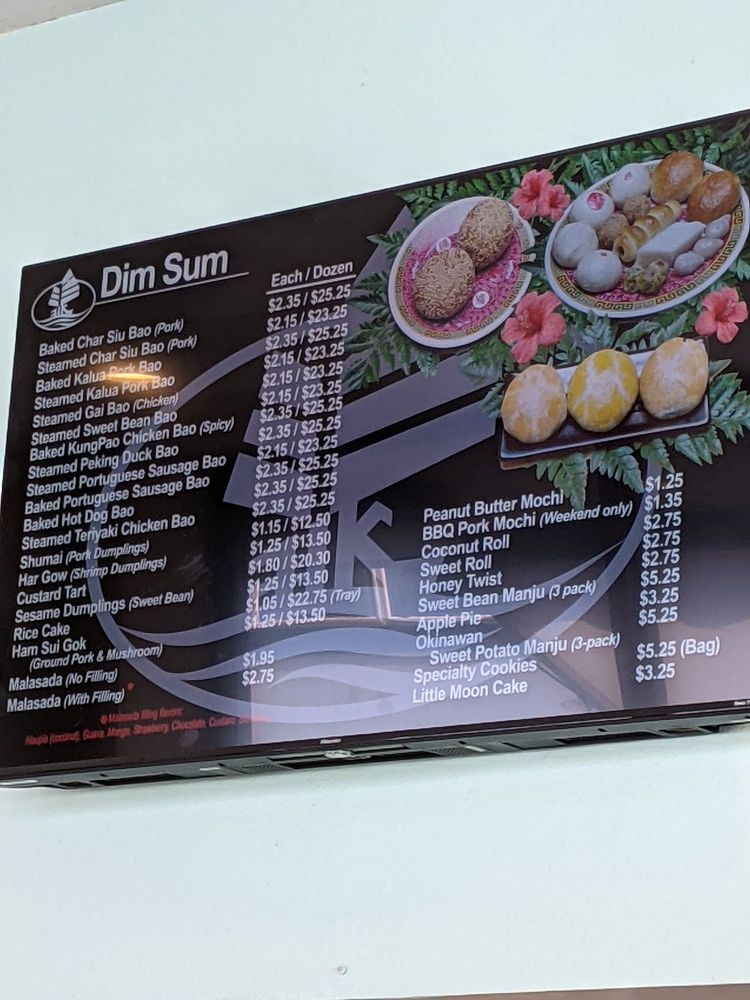 Dim Sum
Each / Dozen
Baked Char Siu Bao (Pork) $2.35 / $25.25
Steamed Char Siu Bao (Pork) $2.15 / $23.25
Baked Kalua Pork Bao $2.35 / $25.25
Steamed Kalua Pork Bao $2.15 / $23.25
Steamed Gai Bao (Chicken) $2.15 / $23.25
Steamed Sweet Bean Bao $2.15 / $23.25
Baked KungPao Chicken Bao (Spicy) $2.35 / $25.25
Steamed Peking Duck Bao $2.35 / $25.25
Steamed Portuguese Sausage Bao $2.15 / $23.25
Baked Portuguese Sausage Bao $2.35 / $25.25
Baked Hot Dog Bao $2.35 / $25.25
Steamed Teriyaki Chicken Bao $2.35 / $25.25
Shumai (Pork Dumplings) $1.15 / $12.50
Har Gow (Shrimp Dumplings) $1.25 / $13.50
Custard Tart $1.80 / $20.30
Sesame Dumplings (Sweet Bean) $1.25 / $13.50
Rice Cake $1.05 / $22.75 (Tray)
Ham Sui Gok $1.25 / $13.50
(Ground Pork & Mushroom)
Malasada (No Filling) $1.95
Malasada (With Filling)* $2.75
Malasada filling flavors:
Haupia (coconut), Guava, Mango, Strawberry, Chocolate, Custard,
Peanut Butter Mochi $1.25
BBQ Pork Mochi (Weekend only) $1.35
Coconut Roll $2.75
Sweet Roll $2.75
Honey Twist $2.75
Sweet Bean Manju (3 pack) $5.25
Apple Pie $3.25
Okinawan $5.25
Sweet Potato Manju (3-pack)
Specialty Cookies $5.25 (Bag)
Little Moon Cake $3.25
Hisense